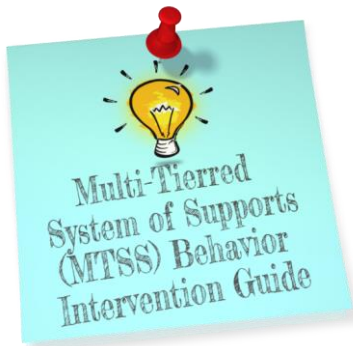 Multi-Tierred
System of Supports
(MTSS) Behavior
Intervention Guide